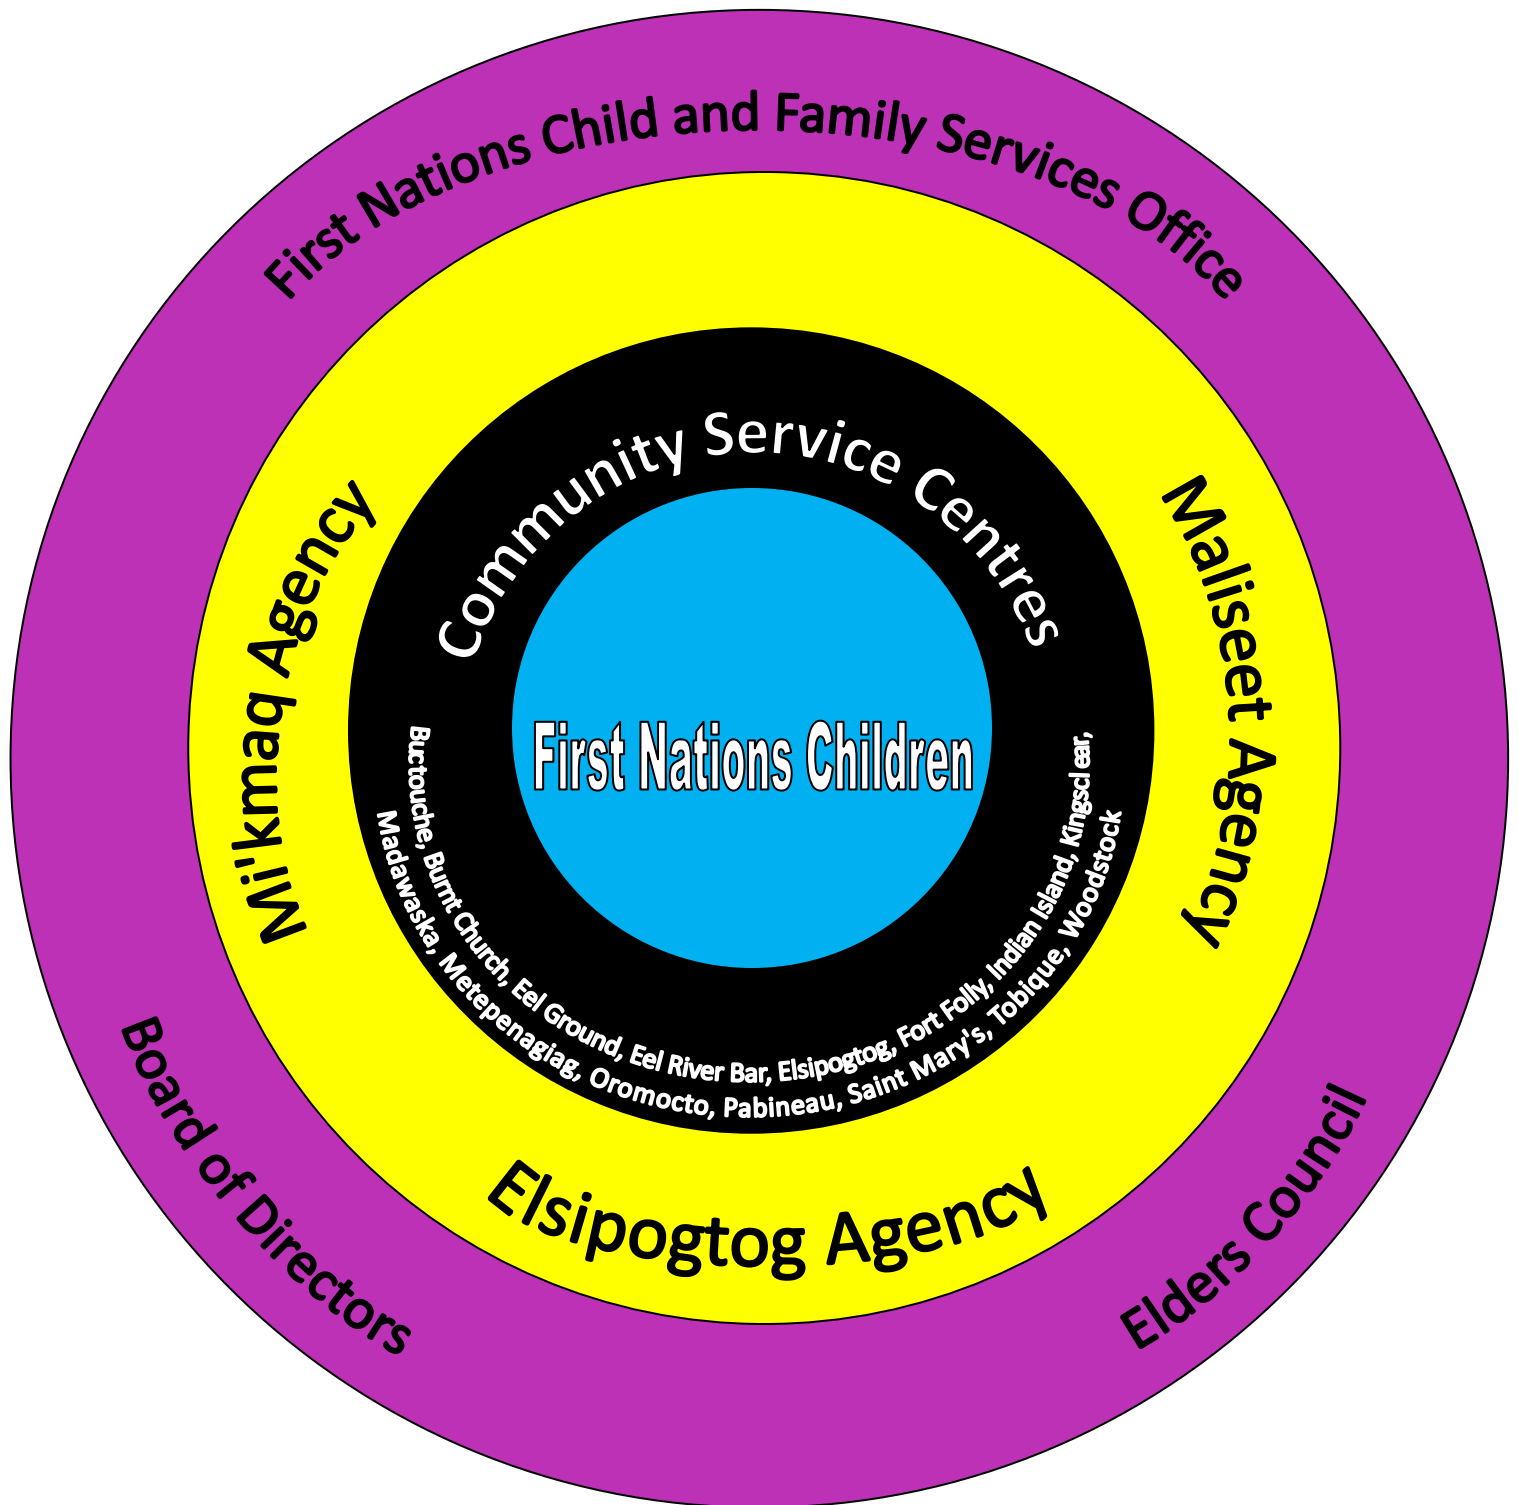 First Nations Child and Family Services Office
Mi'kmaq Agency
Maliseet Agency
Community Service Centres
First Nations Children
Buctouche, Burnt Church, Eel Ground, Eel River Bar, Elsipogtog, Fort Folly, Indian Island, Kingsclear,
Madawaska, Metepenagiag, Oromocto, Pabineau, Saint Mary's, Tobique, Woodstock
Elsipogtog Agency
Board of Directors
Elders Council